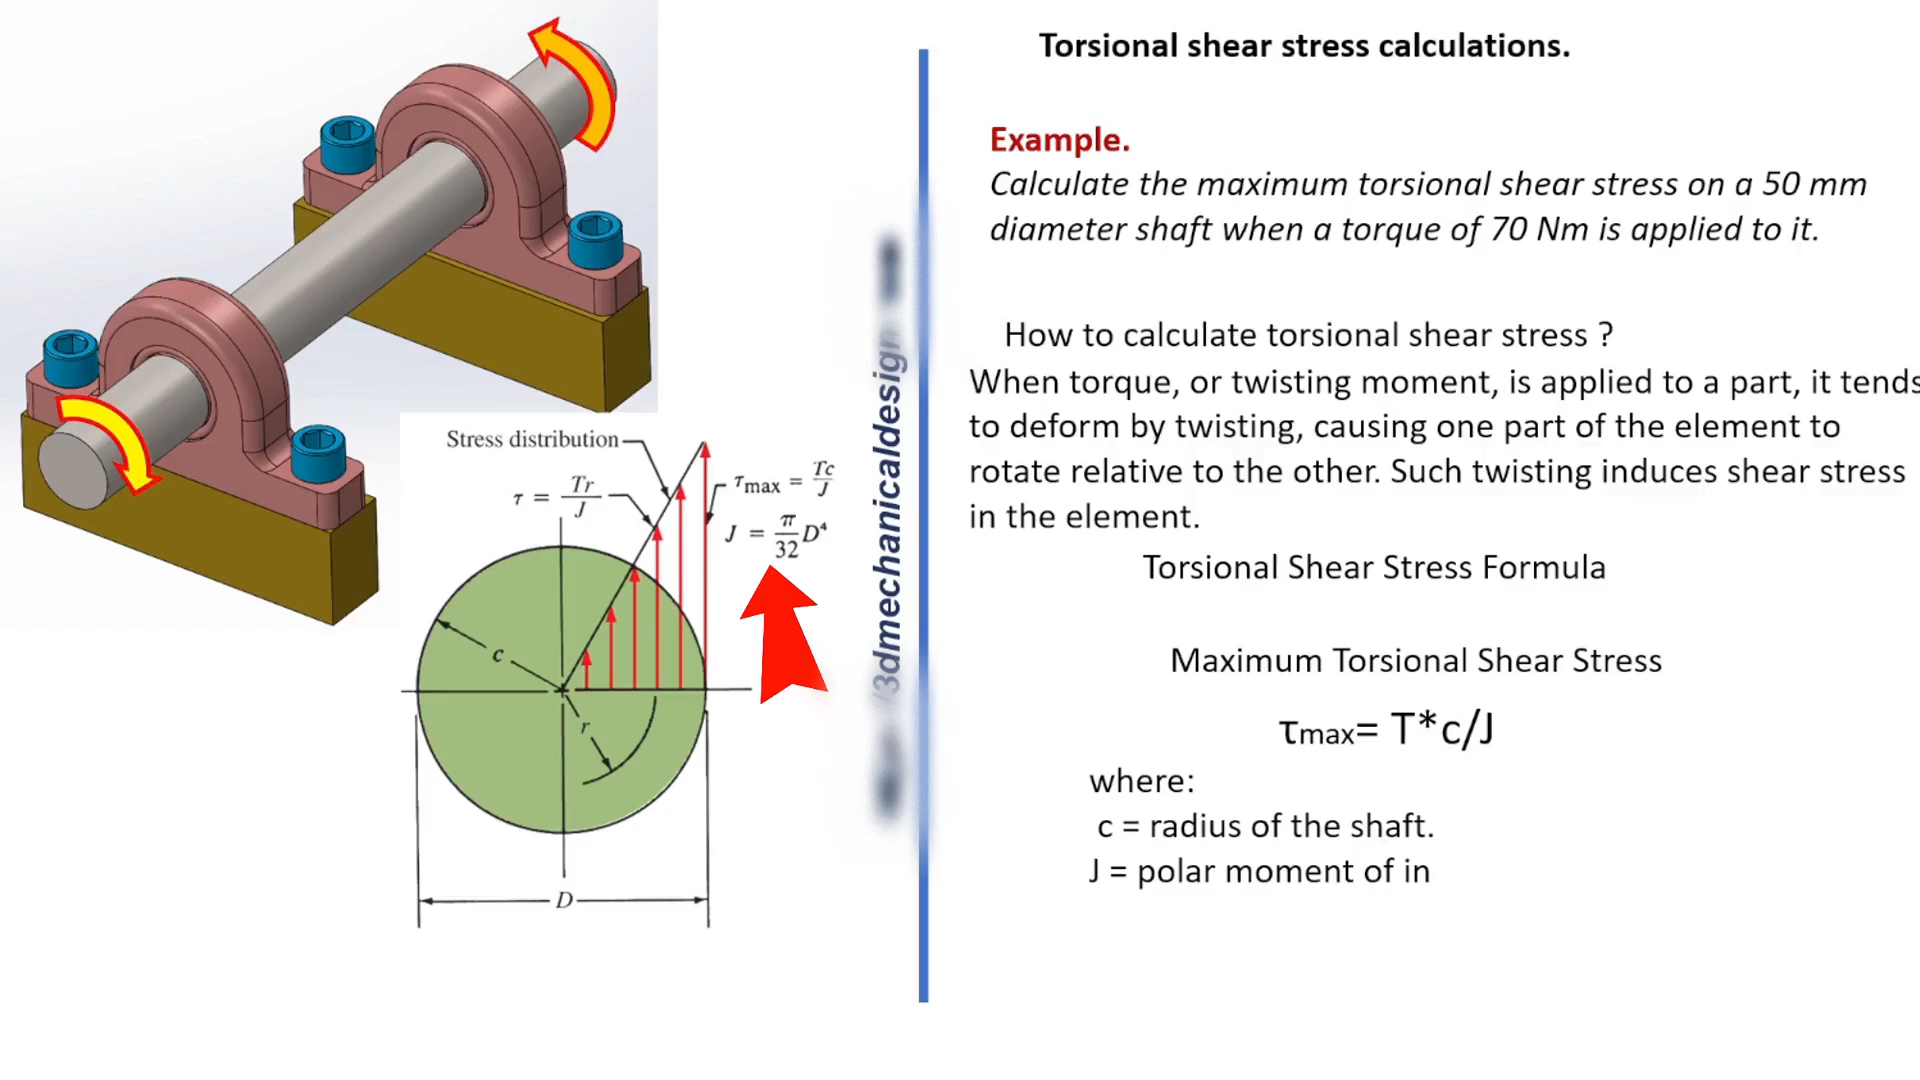 Torsional shear stress calculations.
Example.
Calculate the maximum torsional shear stress on a 50 mm
diameter shaft when a torque of 70 Nm is applied to it.
How to calculate torsional shear stress ?
When torque, or twisting moment, is applied to a part, it tends
to deform by twisting, causing one part of the element to
rotate relative to the other. Such twisting induces shear stress
in the element.
Torsional Shear Stress Formula
Maximum Torsional Shear Stress
τmax= T*c/J
where:
c = radius of the shaft.
J = polar moment of in
Stress distribution
τ = Tr/J
τmax = Tc/J
J = π/32 D⁴
c
r
D
/3dmechanicaldesign